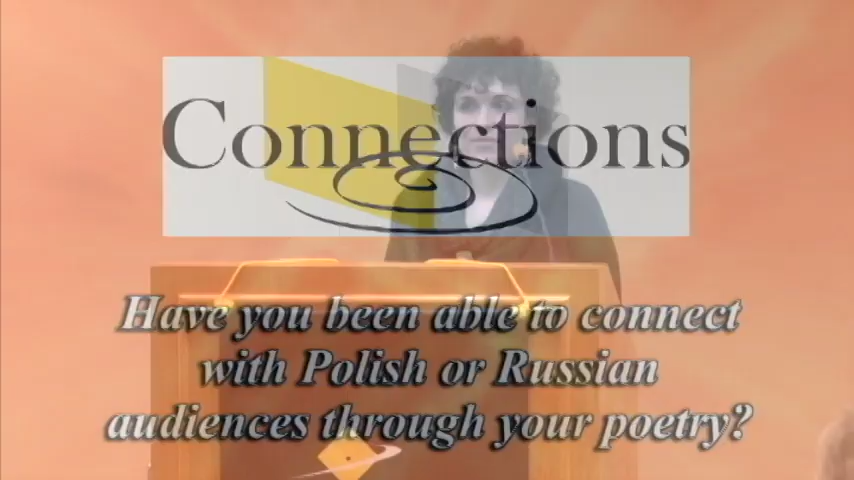 Connections
Have you been able to connect
with Polish or Russian
audiences through your poetry?